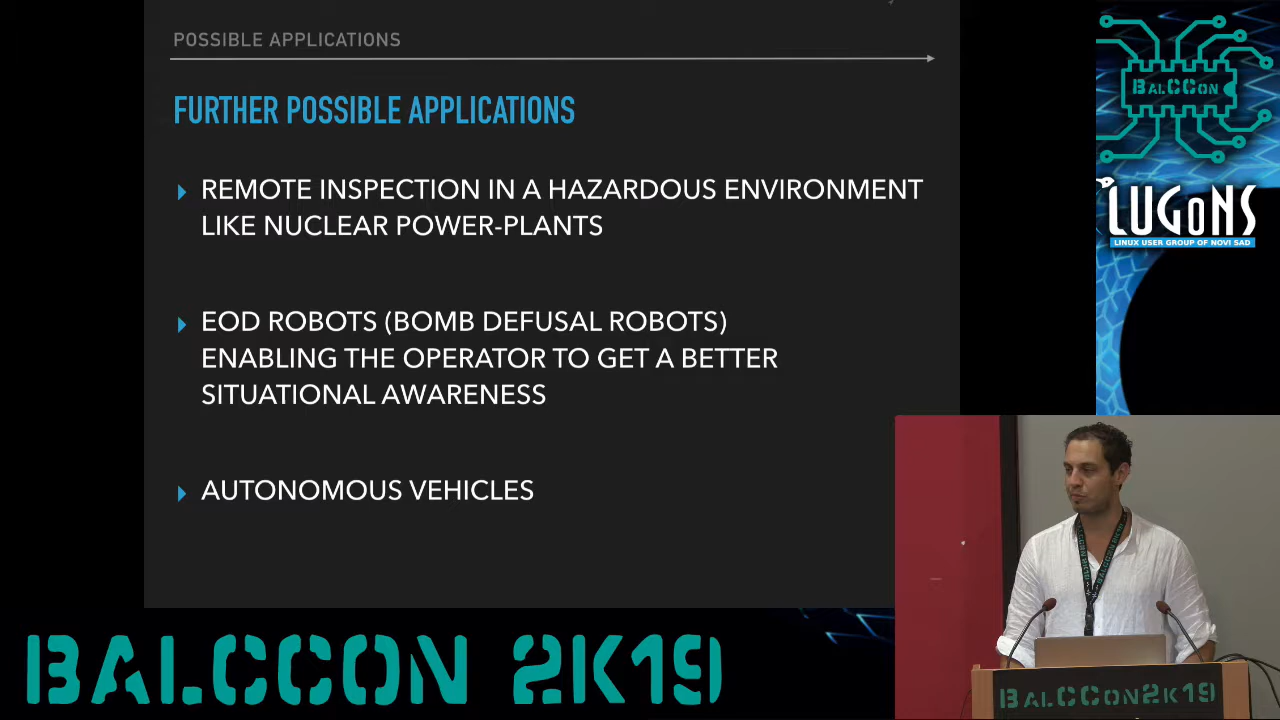 POSSIBLE APPLICATIONS
FURTHER POSSIBLE APPLICATIONS
REMOTE INSPECTION IN A HAZARDOUS ENVIRONMENT
LIKE NUCLEAR POWER-PLANTS
EOD ROBOTS (BOMB DEFUSAL ROBOTS)
ENABLING THE OPERATOR TO GET A BETTER
SITUATIONAL AWARENESS
AUTONOMOUS VEHICLES
BALCCON
LUGONS
LINUX USER GROUP OF NOVI SAD
BALCCON2K19
BALCCON 2K19